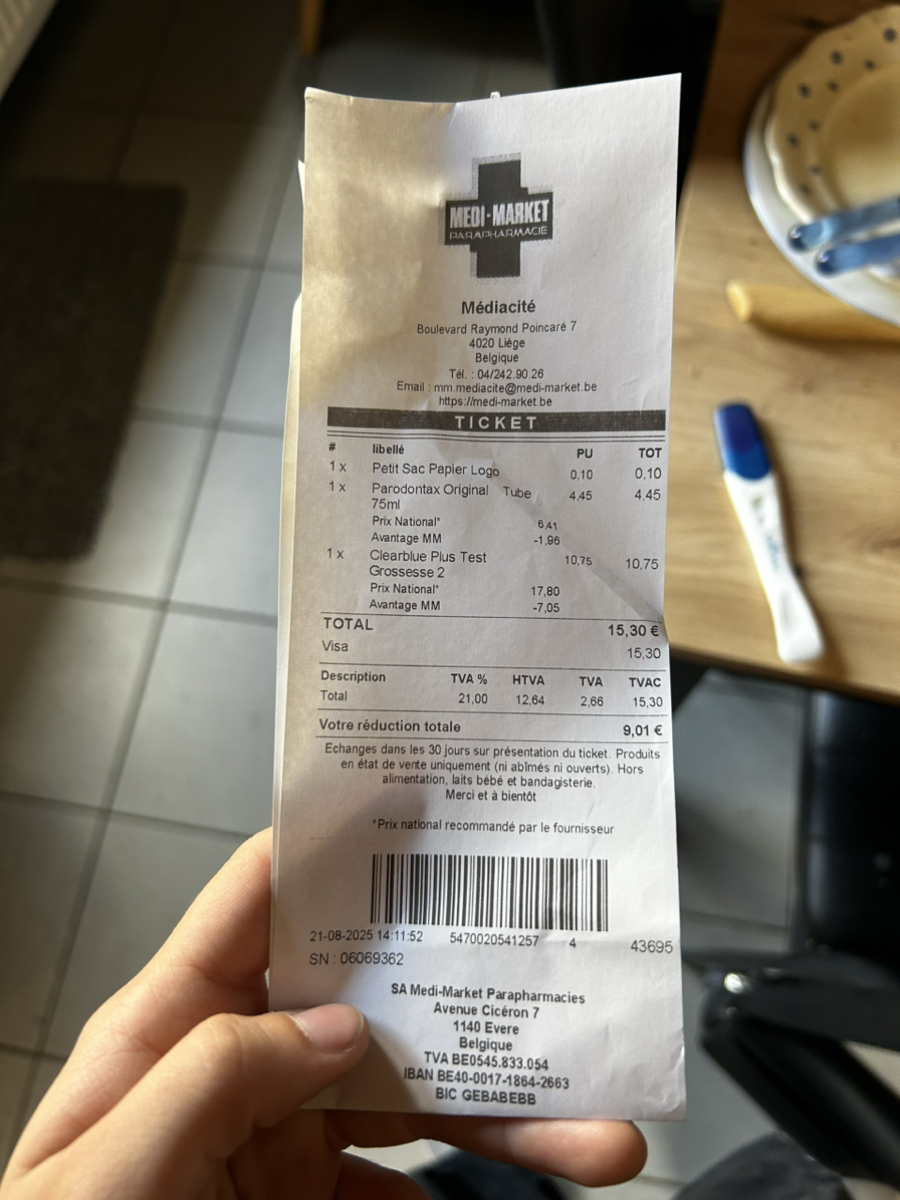 MEDI-MARKET
PARAPHARMACIE
Médiacité
Boulevard Raymond Poincaré 7
4020 Liège
Belgique
Tél. : 04/242.90.26
Email : mm.mediacite@medi-market.be
https://medi-market.be
TICKET
# libellé PU TOT
1 x Petit Sac Papier Logo 0,10 0,10
1 x Parodontax Original Tube 4,45 4,45
75ml
Prix National* 6,41
Avantage MM -1,96
1 x Clearblue Plus Test 10,75 10,75
Grossesse 2
Prix National* 17,80
Avantage MM -7,05
TOTAL 15,30 €
Visa 15,30
Description TVA % HTVA TVA TVAC
Total 21,00 12,64 2,66 15,30
Votre réduction totale 9,01 €
Echanges dans les 30 jours sur présentation du ticket. Produits
en état de vente uniquement (ni abîmés ni ouverts). Hors
alimentation, laits bébé et bandagisterie.
Merci et à bientôt
*Prix national recommandé par le fournisseur
21-08-2025 14:11:52 5470020541257 4 43695
SN : 06069362
SA Medi-Market Parapharmacies
Avenue Cicéron 7
1140 Evere
Belgique
TVA BE0545.833.054
IBAN BE40-0017-1864-2663
BIC GEBABEBB